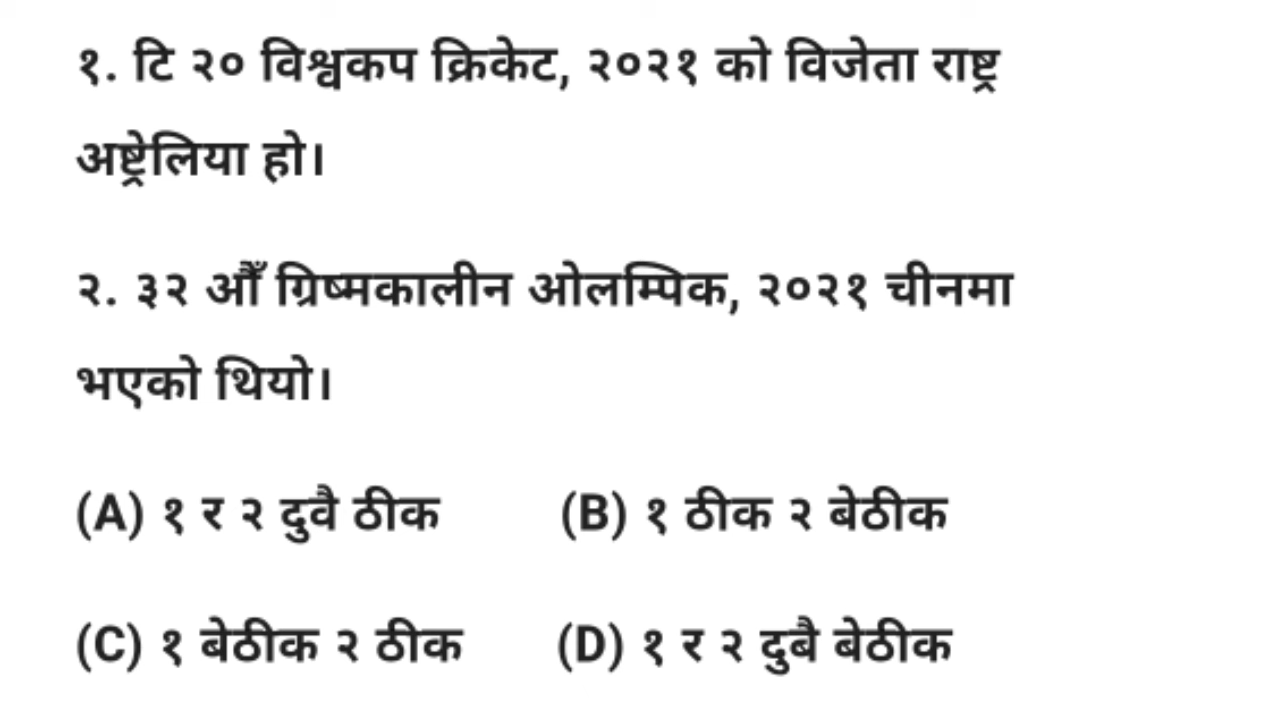 १. टि २० विश्वकप क्रिकेट, २०२१ को विजेता राष्ट्र
अष्ट्रेलिया हो।
२. ३२ औँ ग्रिष्मकालीन ओलम्पिक, २०२१ चीनमा
भएको थियो।
(A) १ र २ दुवै ठीक (B) १ ठीक २ बेठीक
(C) १ बेठीक २ ठीक (D) १ र २ दुबै बेठीक